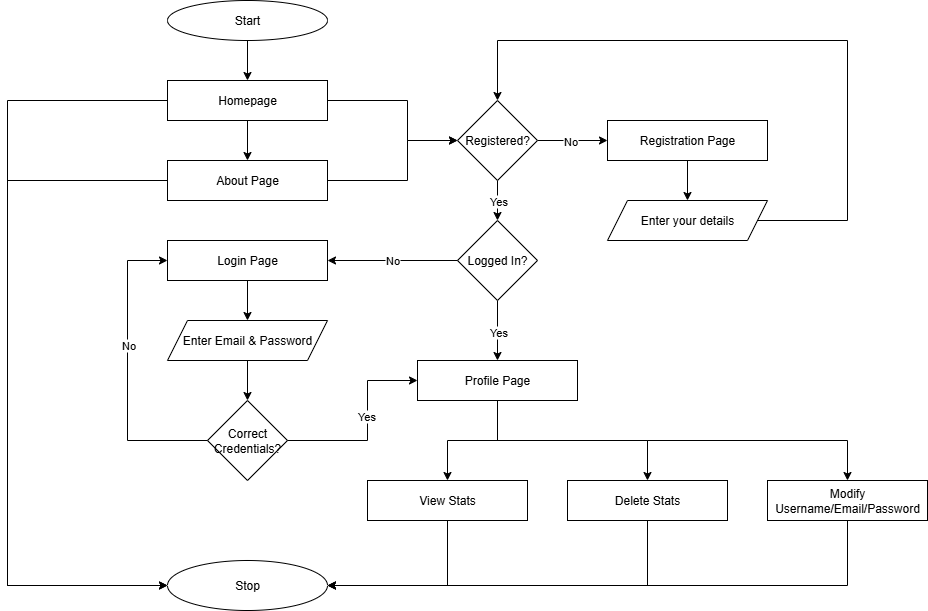 Start
Homepage
About Page
Registered?
No
Registration Page
Enter your details
Yes
Login Page
No
Logged In?
Enter Email & Password
No
Yes
Profile Page
Correct
Credentials?
Yes
View Stats
Delete Stats
Modify
Username/Email/Password
Stop